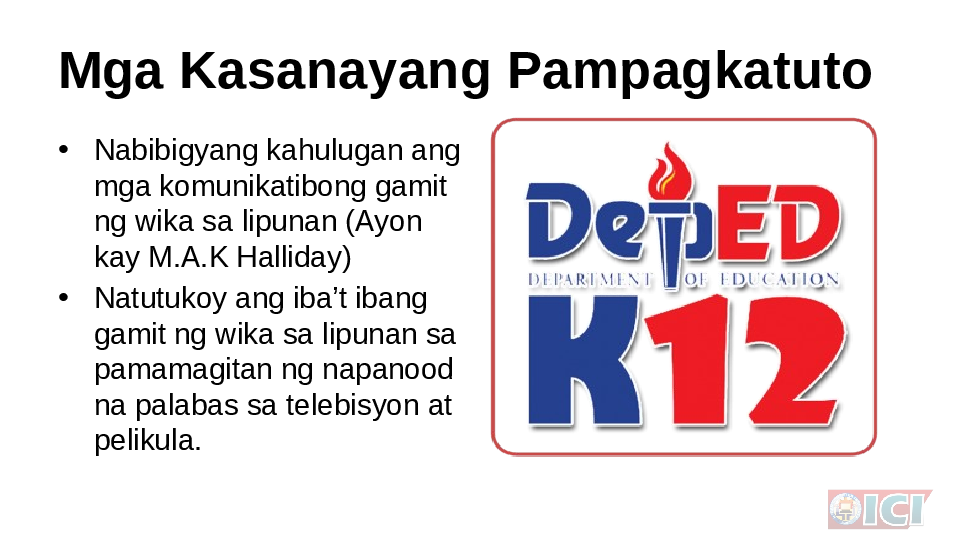 Mga Kasanayang Pampagkatuto
• Nabibigyang kahulugan ang
mga komunikatibong gamit
ng wika sa lipunan (Ayon
kay M.A.K Halliday)
• Natutukoy ang iba’t ibang
gamit ng wika sa lipunan sa
pamamagitan ng napanood
na palabas sa telebisyon at
pelikula.
DepED
DEPARTMENT OF EDUCATION
K12
ICI